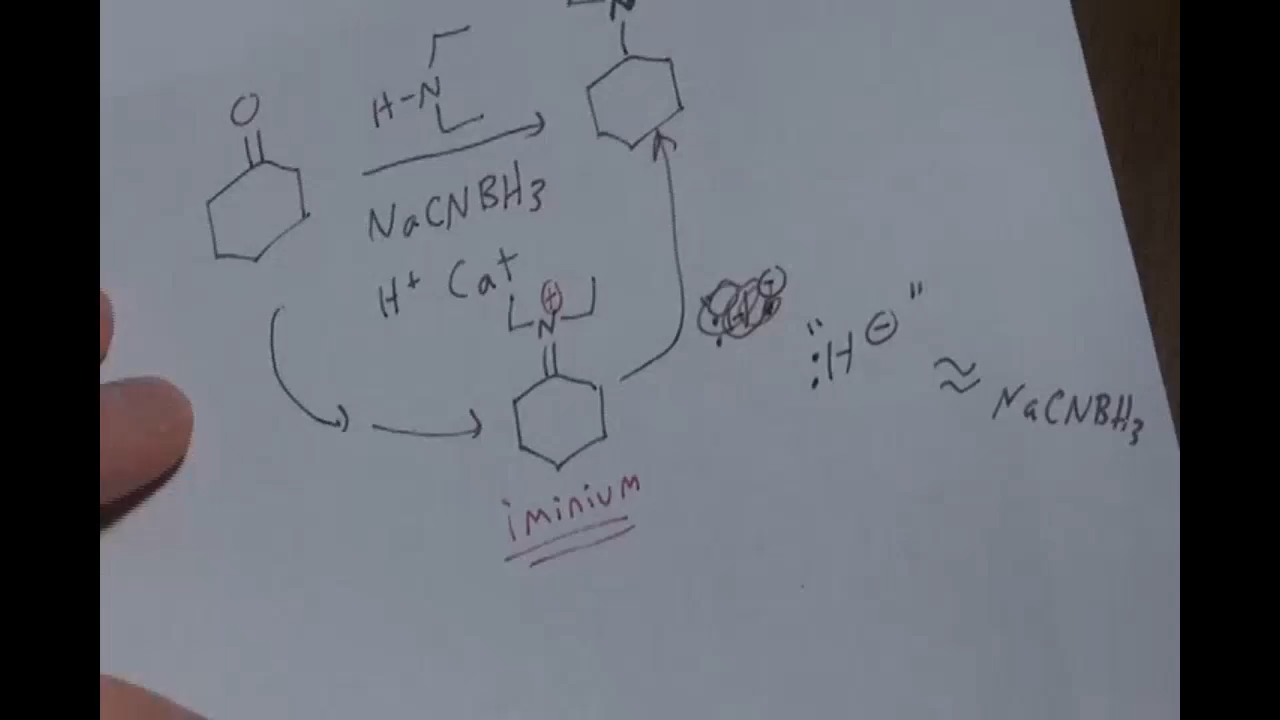 N
O
H-N
NaCNBH3
H+ Cat
+
N
:H ⊖
"  "
≈
NaCNBH3
iminium